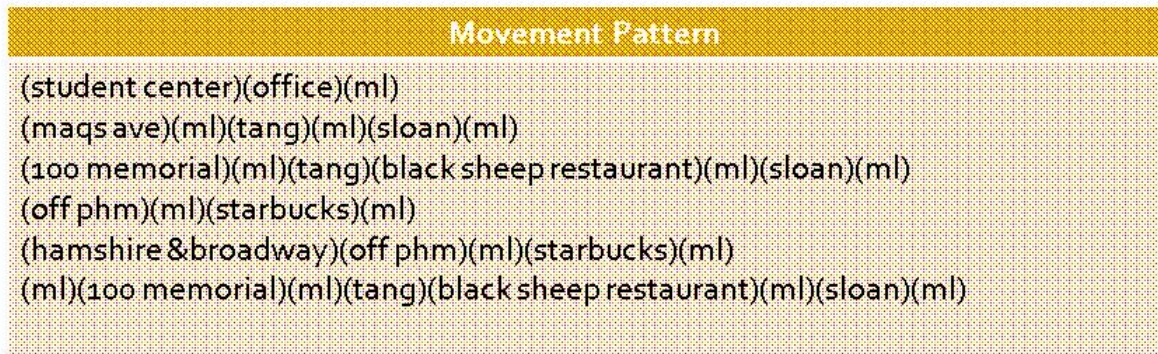 Movement Pattern
(student center)(office)(ml)
(maqs ave)(ml)(tang)(ml)(sloan)(ml)
(100 memorial)(ml)(tang)(black sheep restaurant)(ml)(sloan)(ml)
(off phm)(ml)(starbucks)(ml)
(hamshire&broadway)(off phm)(ml)(starbucks)(ml)
(ml)(100 memorial)(ml)(tang)(black sheep restaurant)(ml)(sloan)(ml)